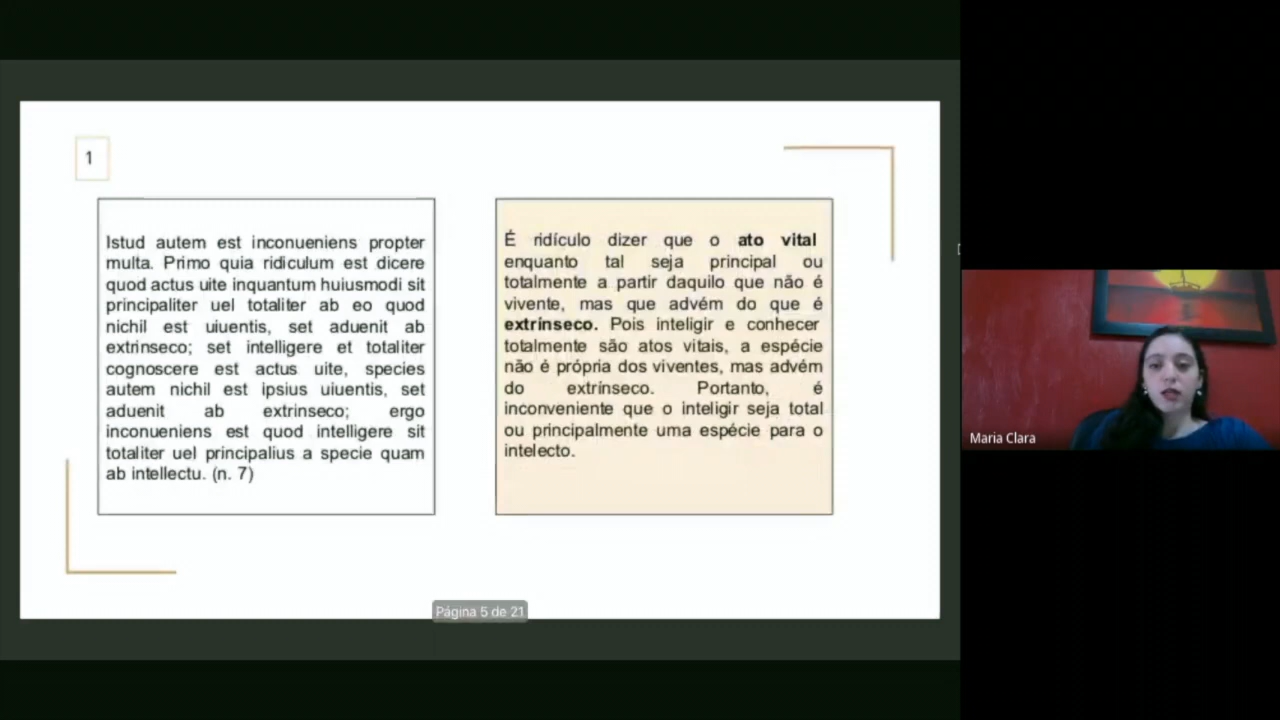 1
Istud autem est inconueniens propter
multa. Primo quia ridiculum est dicere
quod actus uite inquantum huiusmodi sit
principaliter uel totaliter ab eo quod
nichil est uiuentis, set aduenit ab
extrinseco; set intelligere et totaliter
cognoscere est actus uite, species
autem nichil est ipsius uiuentis, set
aduenit ab extrinseco; ergo
inconueniens est quod intelligere sit
totaliter uel principalius a specie quam
ab intellectu. (n. 7)
É ridículo dizer que o ato vital
enquanto tal seja principal ou
totalmente a partir daquilo que não é
vivente, mas que advém do que é
extrínseco. Pois inteligir e conhecer
totalmente são atos vitais, a espécie
não é própria dos viventes, mas advém
do extrínseco. Portanto, é
inconveniente que o inteligir seja total
ou principalmente uma espécie para o
intelecto.
Página 5 de 21
Maria Clara